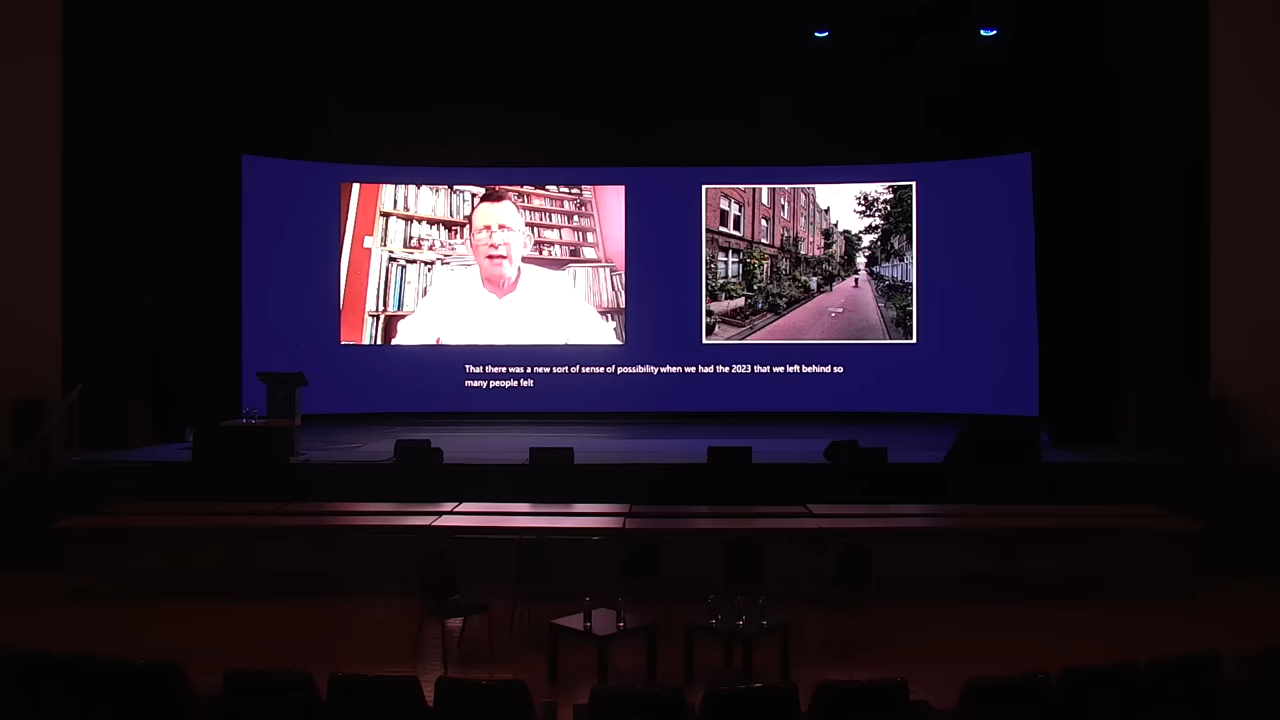 That there was a new sort of sense of possibility when we had the 2023 that we left behind so
many people felt